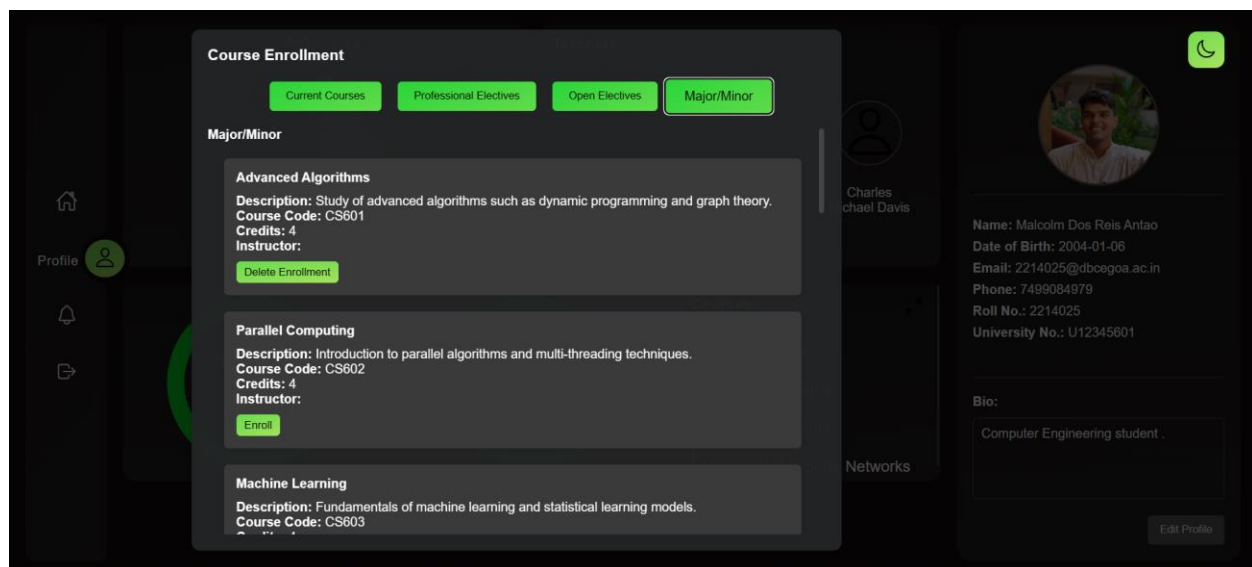 Course Enrollment
Current Courses
Professional Electives
Open Electives
Major/Minor
Major/Minor
Advanced Algorithms
Description: Study of advanced algorithms such as dynamic programming and graph theory.
Course Code: CS601
Credits: 4
Instructor:
Delete Enrollment
Parallel Computing
Description: Introduction to parallel algorithms and multi-threading techniques.
Course Code: CS602
Credits: 4
Instructor:
Enroll
Machine Learning
Description: Fundamentals of machine learning and statistical learning models.
Course Code: CS603
Profile
Charles
chael Davis
Networks
Name: Malcolm Dos Reis Antao
Date of Birth: 2004-01-06
Email: 2214025@dbcegoa.ac.in
Phone: 7499084979
Roll No.: 2214025
University No.: U12345601
Bio:
Computer Engineering student .
Edit Profile